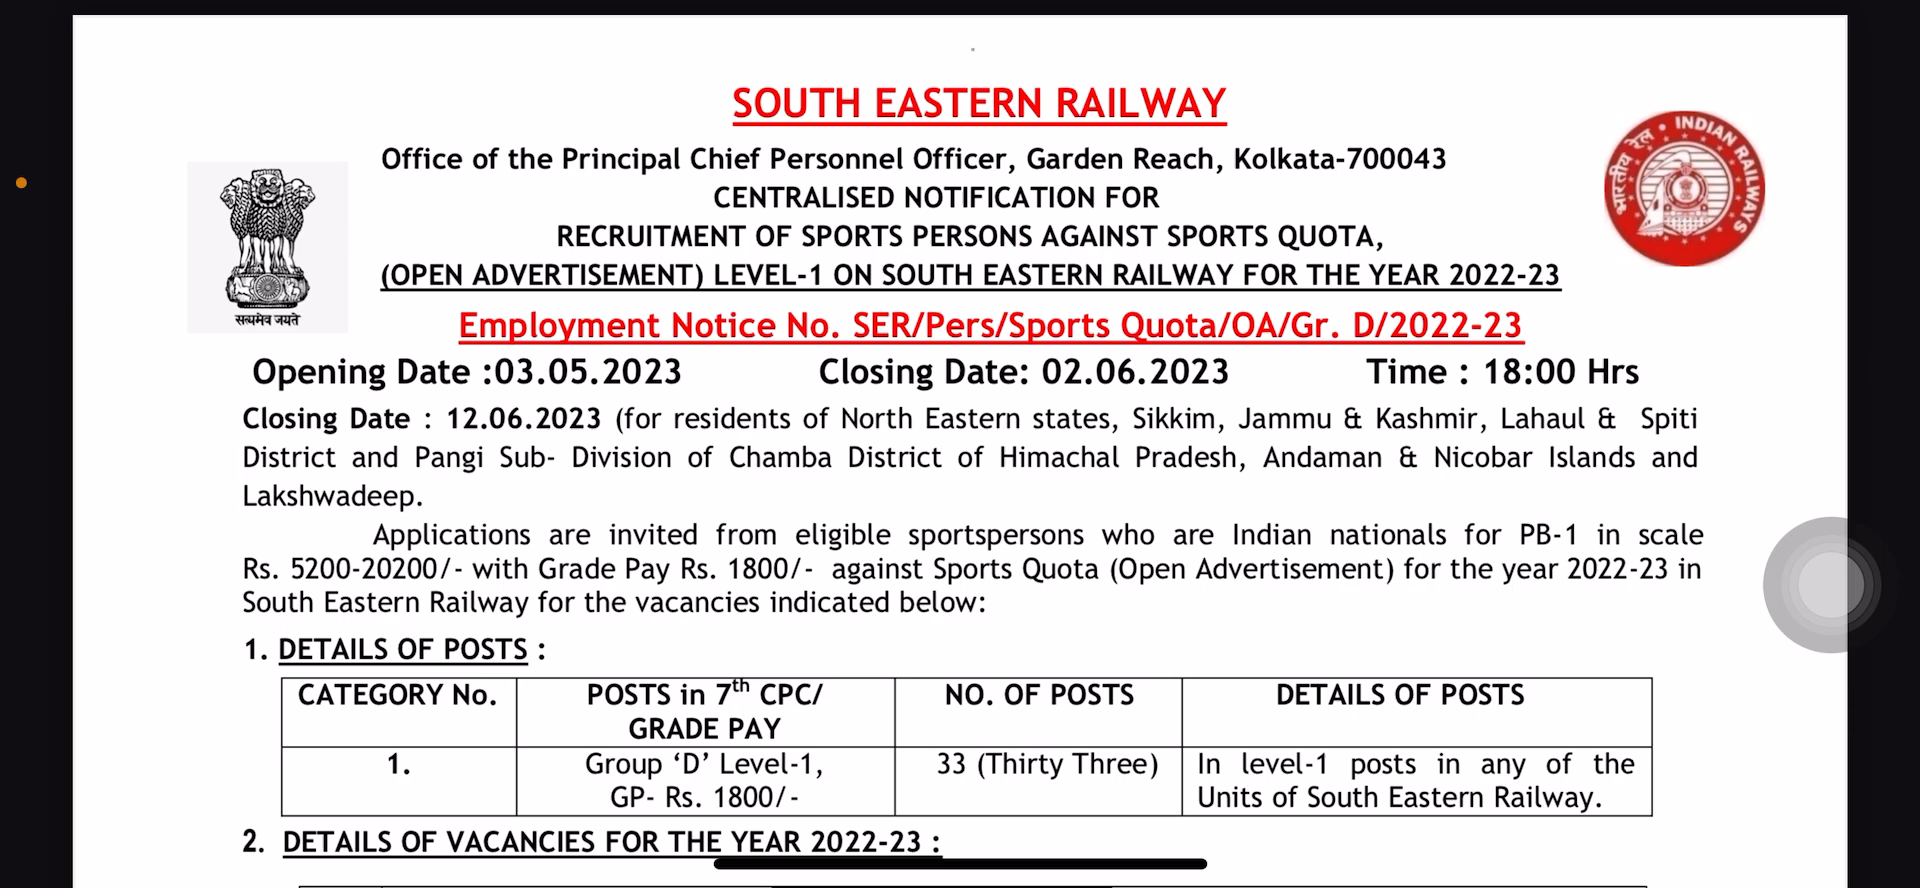 SOUTH EASTERN RAILWAY
Office of the Principal Chief Personnel Officer, Garden Reach, Kolkata-700043
CENTRALISED NOTIFICATION FOR
RECRUITMENT OF SPORTS PERSONS AGAINST SPORTS QUOTA,
(OPEN ADVERTISEMENT) LEVEL-1 ON SOUTH EASTERN RAILWAY FOR THE YEAR 2022-23
सत्यमेव जयते
भारतीय रेल • INDIAN RAILWAYS
Employment Notice No. SER/Pers/Sports Quota/OA/Gr. D/2022-23
Opening Date :03.05.2023 Closing Date: 02.06.2023 Time : 18:00 Hrs
Closing Date : 12.06.2023 (for residents of North Eastern states, Sikkim, Jammu & Kashmir, Lahaul & Spiti
District and Pangi Sub- Division of Chamba District of Himachal Pradesh, Andaman & Nicobar Islands and
Lakshwadeep.
Applications are invited from eligible sportspersons who are Indian nationals for PB-1 in scale
Rs. 5200-20200/- with Grade Pay Rs. 1800/- against Sports Quota (Open Advertisement) for the year 2022-23 in
South Eastern Railway for the vacancies indicated below:
1. DETAILS OF POSTS :
CATEGORY No. POSTS in 7th CPC/ NO. OF POSTS DETAILS OF POSTS
GRADE PAY
1. Group ‘D’ Level-1, 33 (Thirty Three) In level-1 posts in any of the
GP- Rs. 1800/- Units of South Eastern Railway.
2. DETAILS OF VACANCIES FOR THE YEAR 2022-23 :